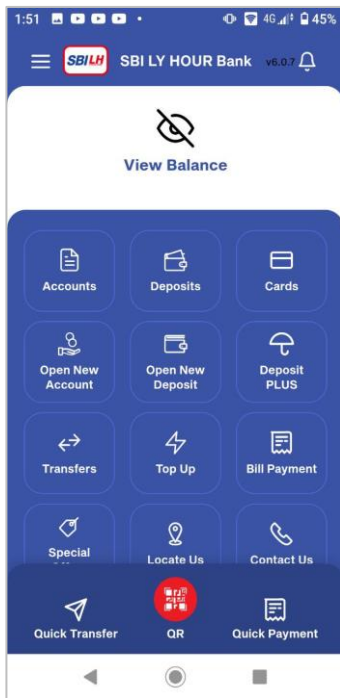 1:51 4G 45%
SBILH SBI LY HOUR Bank v6.0.7
View Balance
Accounts Deposits Cards
Open New Open New Deposit
Account Deposit PLUS
Transfers Top Up Bill Payment
Special Locate Us Contact Us
Quick Transfer QR Quick Payment